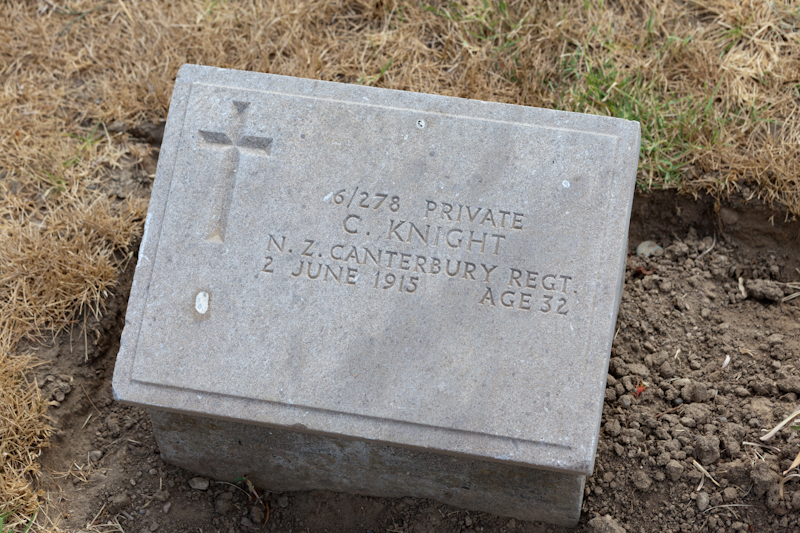 6/278 PRIVATE
C. KNIGHT
N. Z. CANTERBURY REGT.
2 JUNE 1915 AGE 32